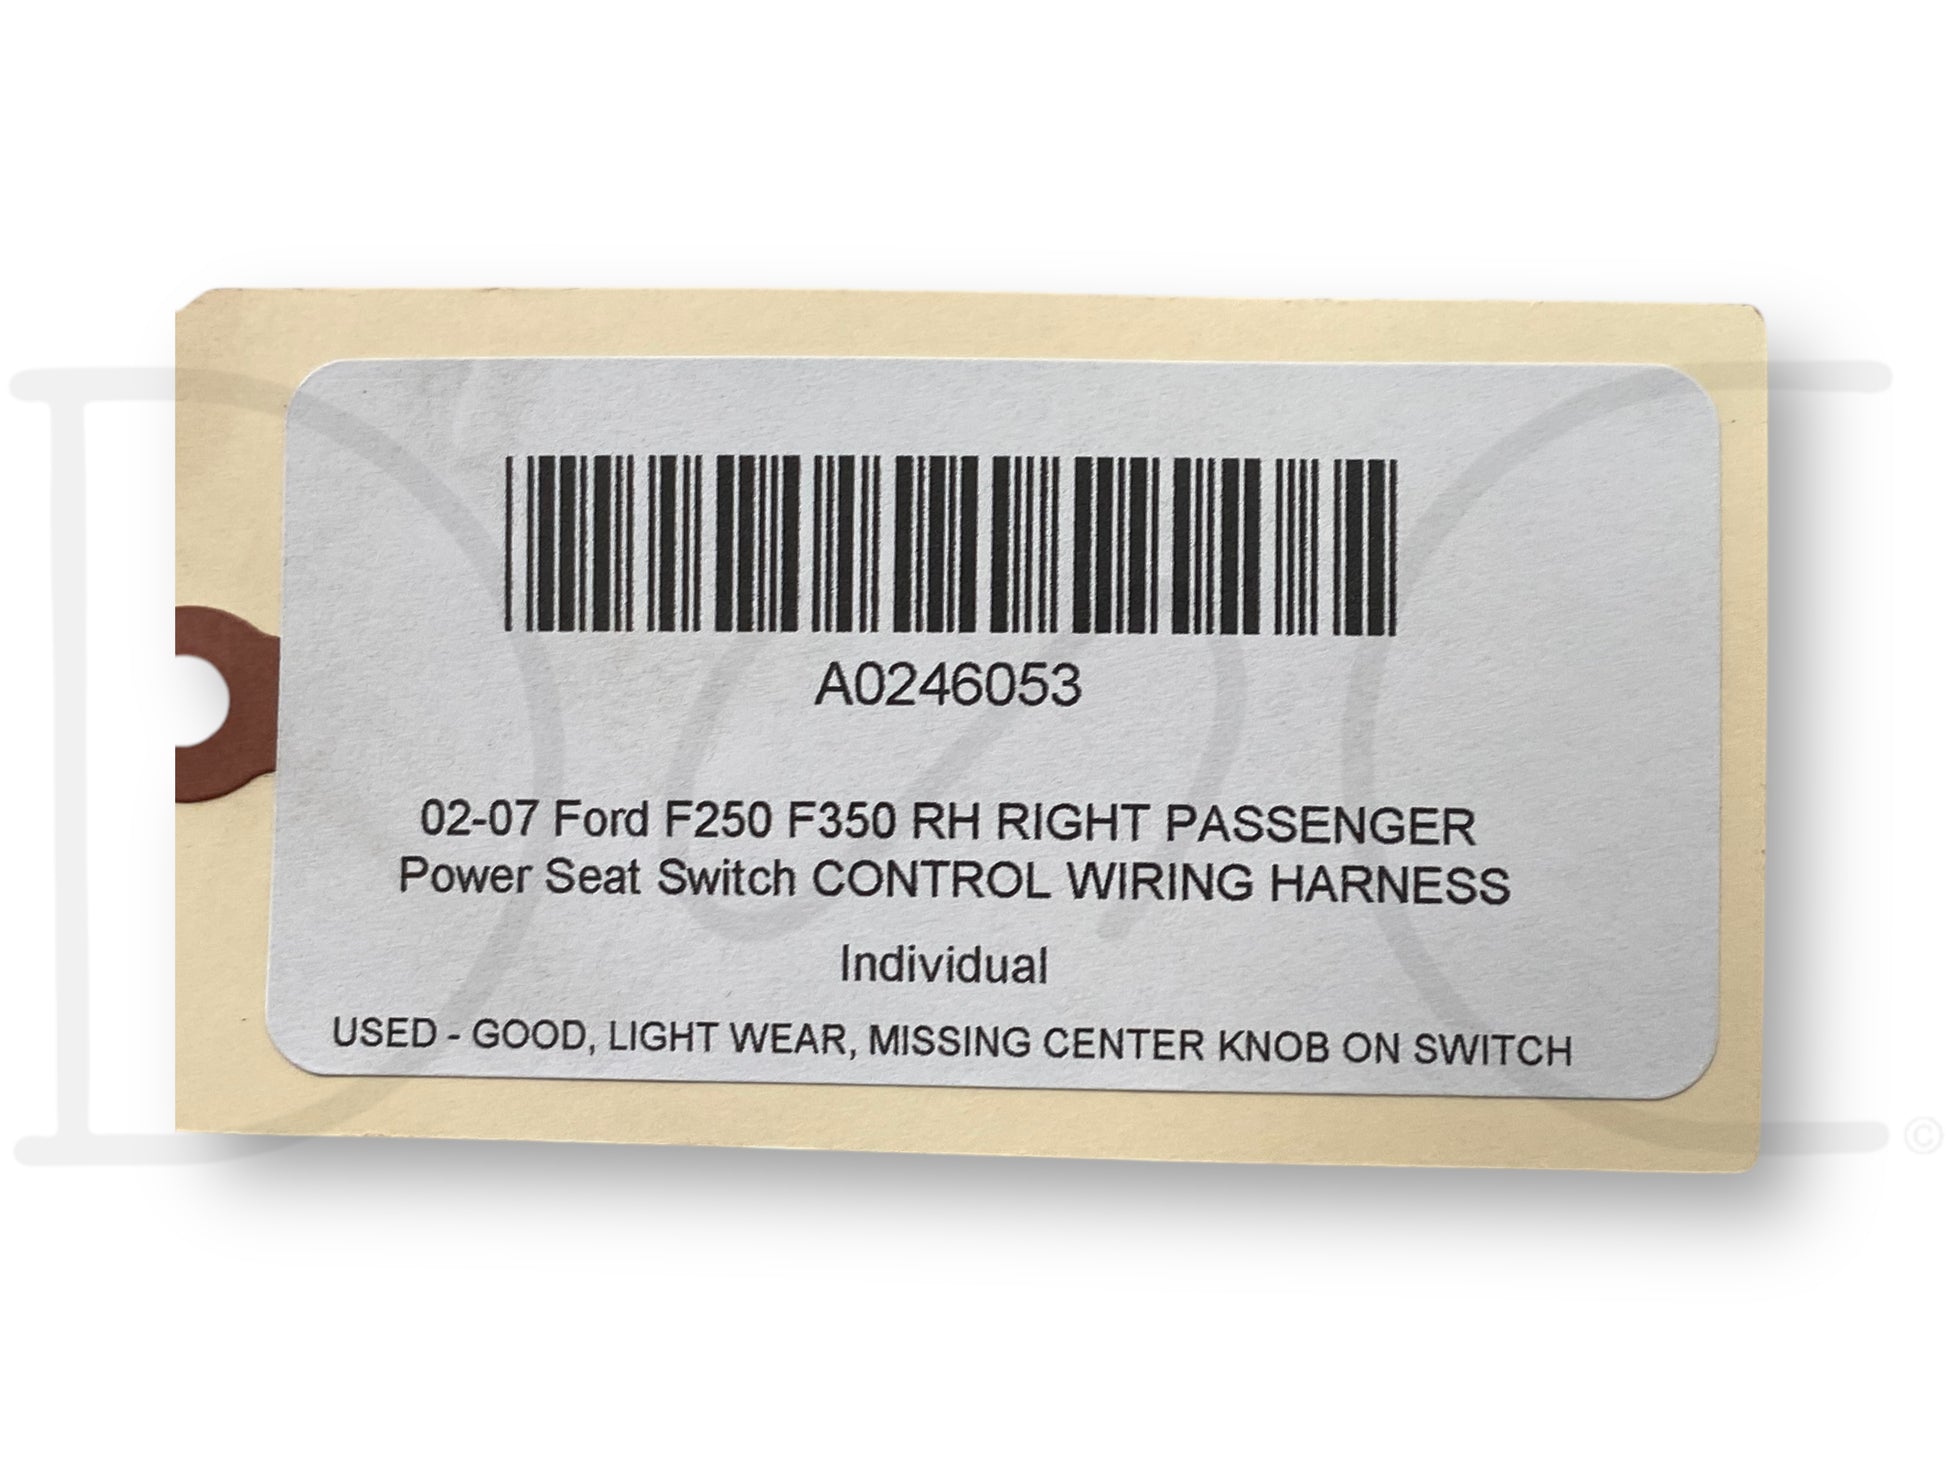 A0246053
02-07 Ford F250 F350 RH RIGHT PASSENGER
Power Seat Switch CONTROL WIRING HARNESS
Individual
USED - GOOD, LIGHT WEAR, MISSING CENTER KNOB ON SWITCH
©